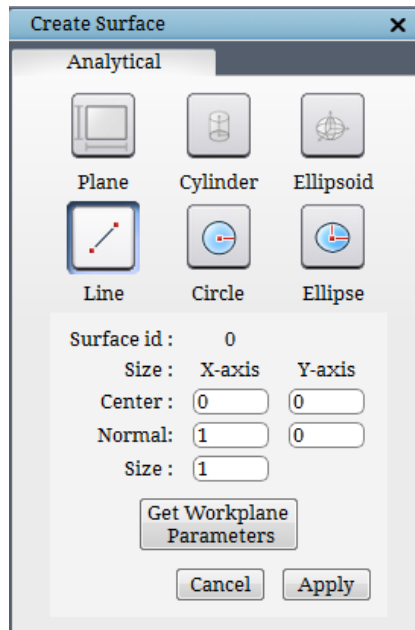 Create Surface
Analytical
Plane Cylinder Ellipsoid
Line Circle Ellipse
Surface id : 0
Size : X-axis Y-axis
Center : 0 0
Normal: 1 0
Size : 1
Get Workplane
Parameters
Cancel Apply